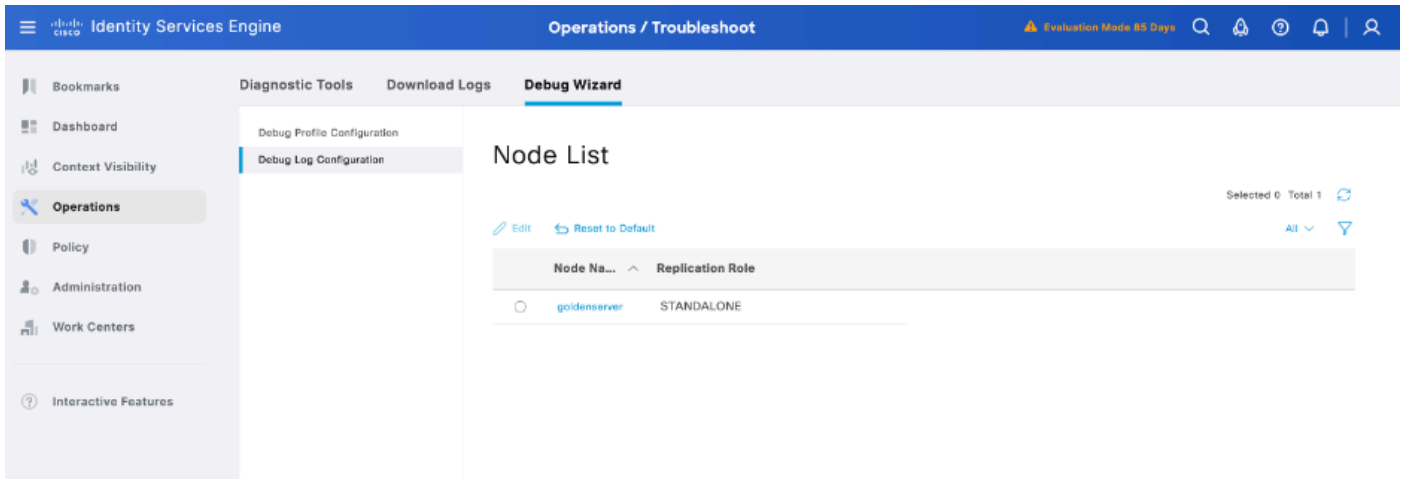 cisco Identity Services Engine
Operations / Troubleshoot
Evaluation Mode 85 Days
Bookmarks
Dashboard
Context Visibility
Operations
Policy
Administration
Work Centers
Interactive Features
Diagnostic Tools
Download Logs
Debug Wizard
Debug Profile Configuration
Debug Log Configuration
Node List
Selected 0 Total 1
Edit
Reset to Default
All
Node Na...
Replication Role
goldenserver
STANDALONE